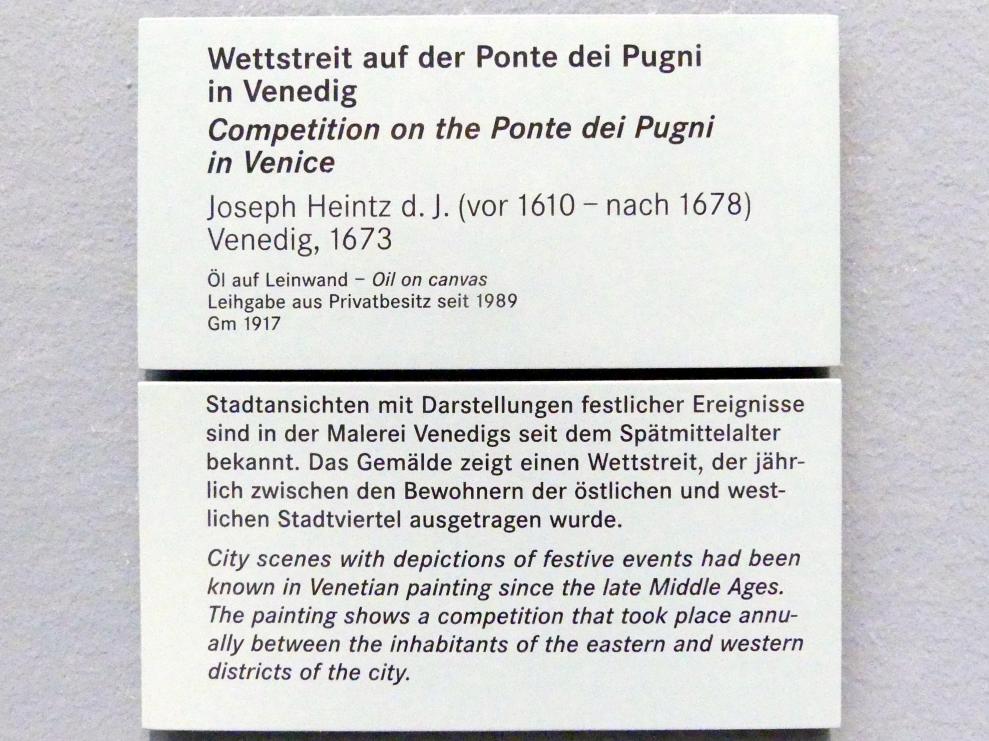 Wettstreit auf der Ponte dei Pugni
in Venedig
Competition on the Ponte dei Pugni
in Venice
Joseph Heintz d. J. (vor 1610 – nach 1678)
Venedig, 1673
Öl auf Leinwand – Oil on canvas
Leihgabe aus Privatbesitz seit 1989
Gm 1917
Stadtansichten mit Darstellungen festlicher Ereignisse
sind in der Malerei Venedigs seit dem Spätmittelalter
bekannt. Das Gemälde zeigt einen Wettstreit, der jähr-
lich zwischen den Bewohnern der östlichen und west-
lichen Stadtviertel ausgetragen wurde.
City scenes with depictions of festive events had been
known in Venetian painting since the late Middle Ages.
The painting shows a competition that took place annu-
ally between the inhabitants of the eastern and western
districts of the city.